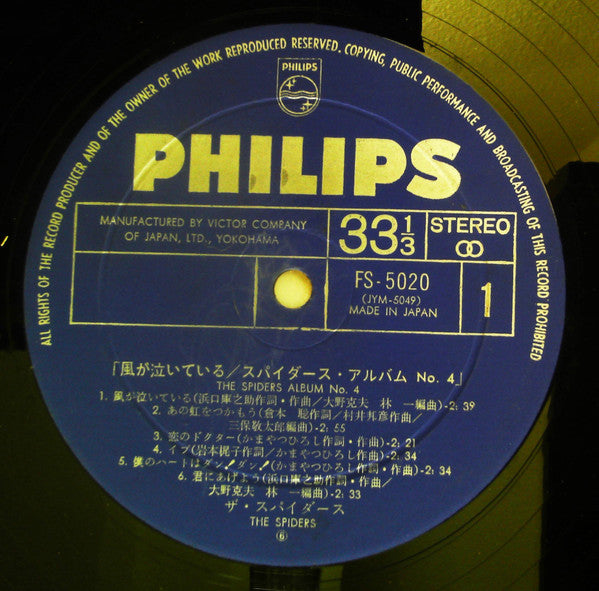 ALL RIGHTS OF THE RECORD PRODUCER AND OF THE OWNER OF THE WORK REPRODUCED RESERVED. COPYING, PUBLIC PERFORMANCE AND BROADCASTING OF THIS RECORD PROHIBITED
PHILIPS
PHILIPS
MANUFACTURED BY VICTOR COMPANY
OF JAPAN, LTD., YOKOHAMA
33 1/3
STEREO
FS-5020
(JYM-5049)
MADE IN JAPAN
1
「風が泣いている/スパイダース・アルバム No. 4」
THE SPIDERS ALBUM No. 4
1. 風が泣いている(浜口庫之助作詞・作曲/大野克夫 林 一編曲)-2: 39
2. あの虹をつかもう(倉本 聡作詞/村井邦彦作曲/
三保敬太郎編曲)-2: 55
3. 恋のドクター(かまやつひろし作詞・作曲)-2: 21
4. イブ(岩本梶子作詞/かまやつひろし作曲)-2: 34
5. 僕のハートはダン!ダン!(かまやつひろし作詞・作曲)-2: 34
6. 君にあげよう(浜口庫之助作詞・作曲/
大野克夫 林 一編曲)-2: 33
ザ・スパイダース
THE SPIDERS
⑥